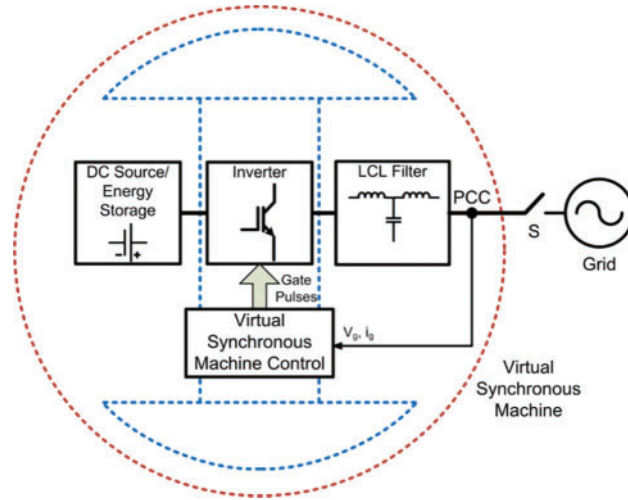 DC Source/
Energy
Storage
- +
Inverter
LCL Filter
PCC
S
Grid
Gate
Pulses
Virtual
Synchronous
Machine Control
Vg, ig
Virtual
Synchronous
Machine